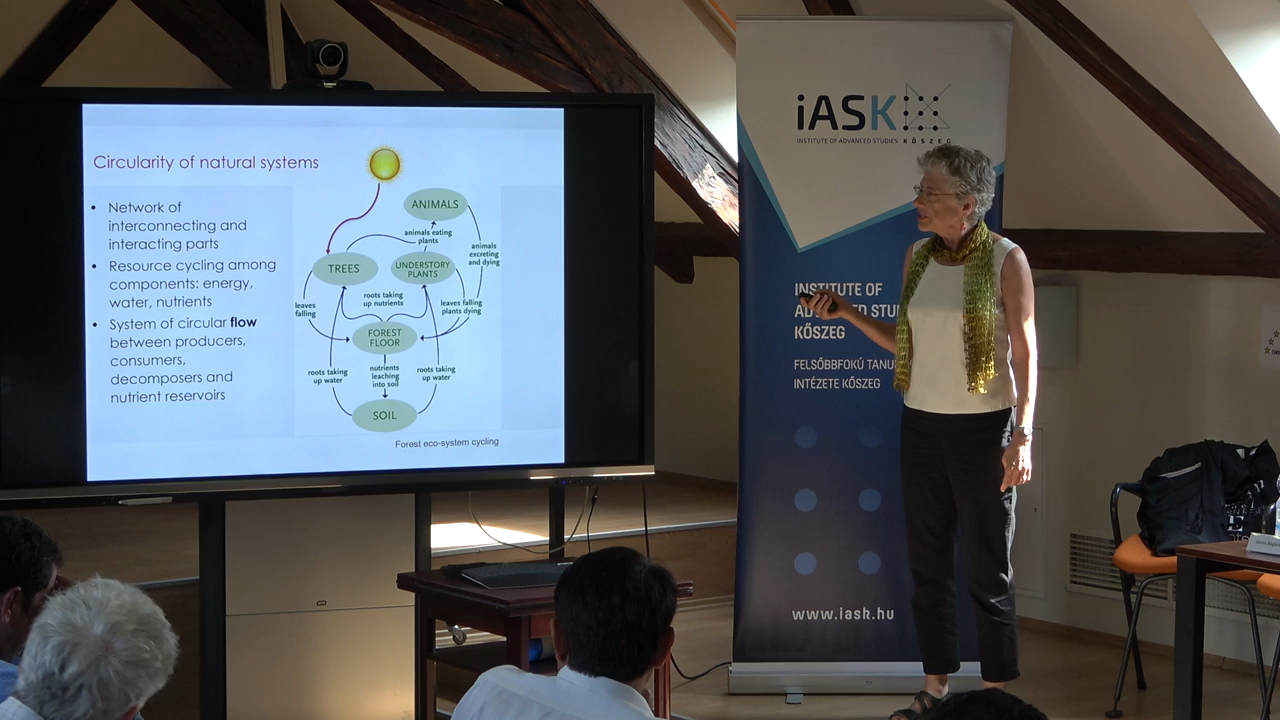 Circularity of natural systems
• Network of
interconnecting and
interacting parts
• Resource cycling among
components: energy,
water, nutrients
• System of circular flow
between producers,
consumers,
decomposers and
nutrient reservoirs
ANIMALS
animals eating
plants
animals
excreting
and dying
TREES
UNDERSTORY
PLANTS
leaves
falling
roots taking
up nutrients
leaves falling
plants dying
FOREST
FLOOR
roots taking
up water
nutrients
leaching
into soil
roots taking
up water
SOIL
Forest eco-system cycling
iASK
INSTITUTE OF ADVANCED STUDIES KŐSZEG
INSTITUTE OF
ADVANCED STU
KŐSZEG
FELSŐBBFOKÚ TANU
INTÉZETE KŐSZEG
www.iask.hu